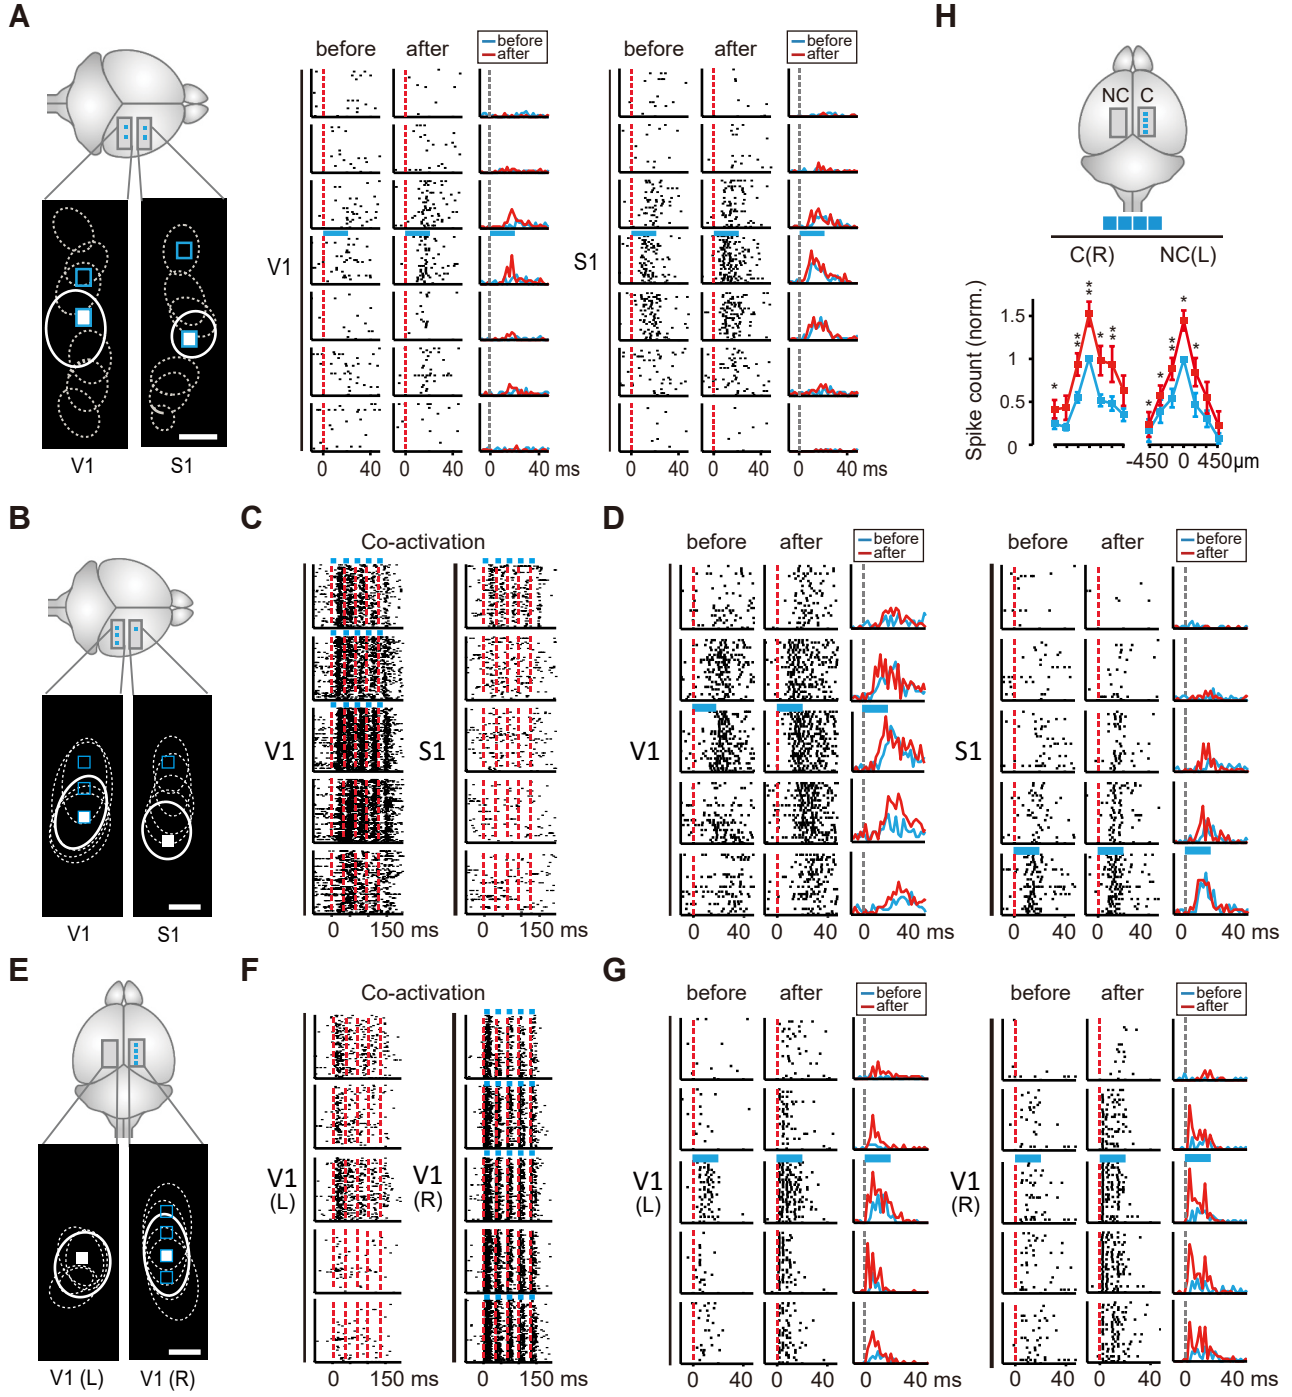 A
before
after
before
after
before
after
before
after
V1
S1
V1
S1
0
40
0
40
0
40
ms
0
40
0
40
0
40
ms
H
NC
C
C(R)
NC(L)
Spike count (norm.)
1.5
1
0.5
0
*
**
**
*
**
*
*
**
*
*
-450
0
450μm
B
V1
S1
C
Co-activation
V1
S1
0
150 ms
0
150 ms
D
before
after
before
after
before
after
before
after
V1
S1
0
40
0
40
0
40 ms
0
40
0
40
0
40 ms
E
V1 (L)
V1 (R)
F
Co-activation
V1
(L)
V1
(R)
0
150 ms
0
150 ms
G
before
after
before
after
before
after
before
after
V1
(L)
V1
(R)
0
40
0
40
0
40 ms
0
40
0
40
0
40 ms